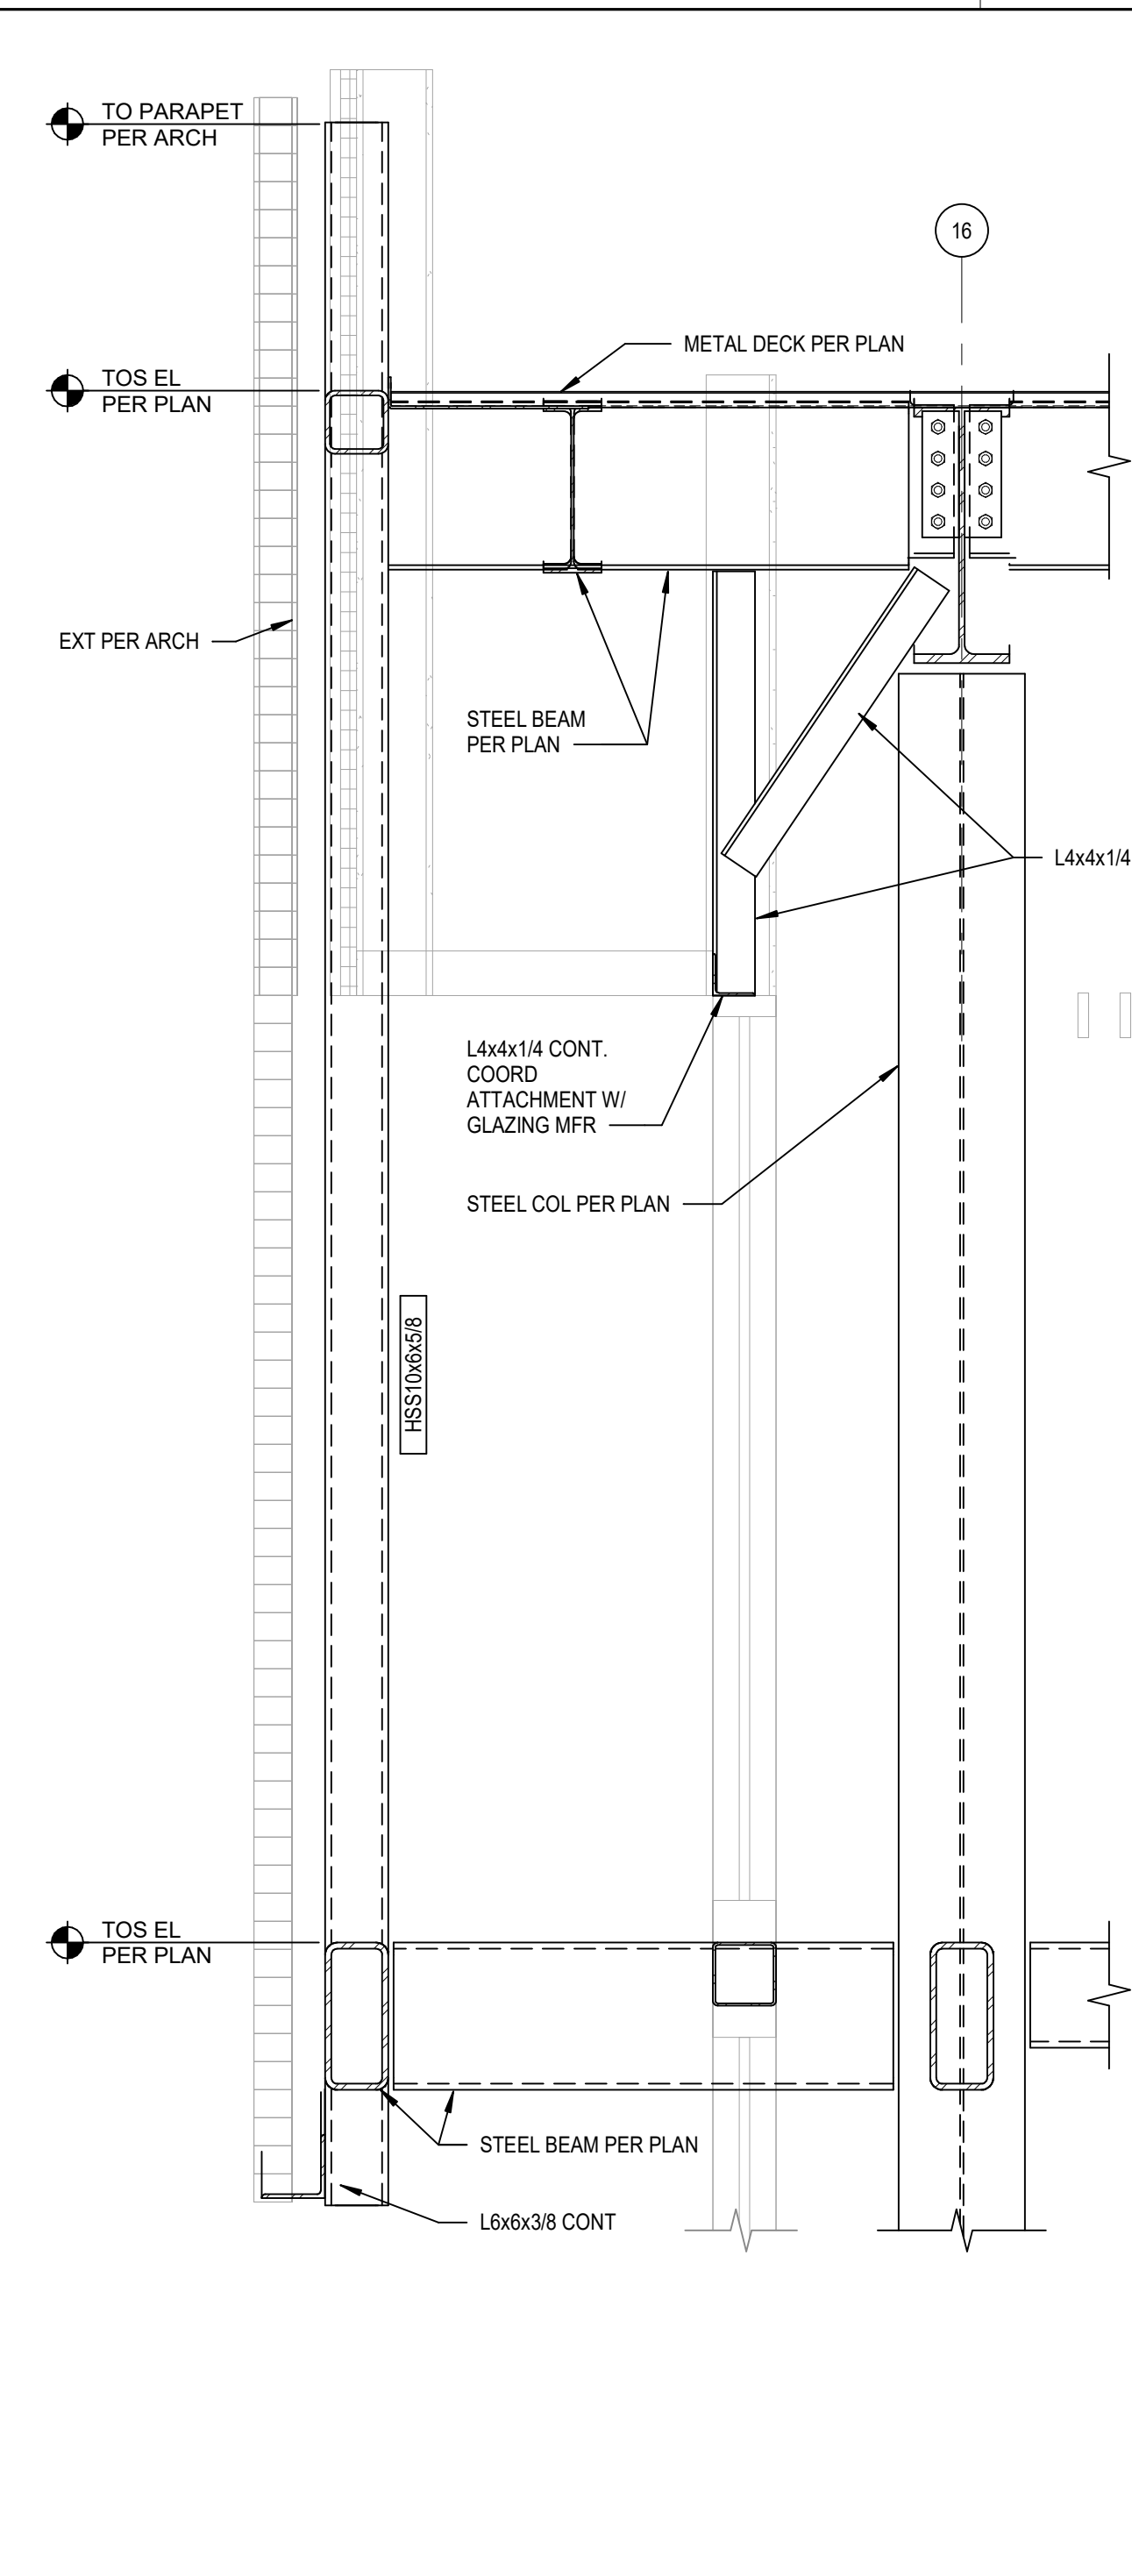 TO PARAPET
PER ARCH
16
METAL DECK PER PLAN
TOS EL
PER PLAN
EXT PER ARCH
STEEL BEAM
PER PLAN
L4x4x1/4
L4x4x1/4 CONT.
COORD
ATTACHMENT W/
GLAZING MFR
STEEL COL PER PLAN
HSS10x6x5/8
TOS EL
PER PLAN
STEEL BEAM PER PLAN
L6x6x3/8 CONT